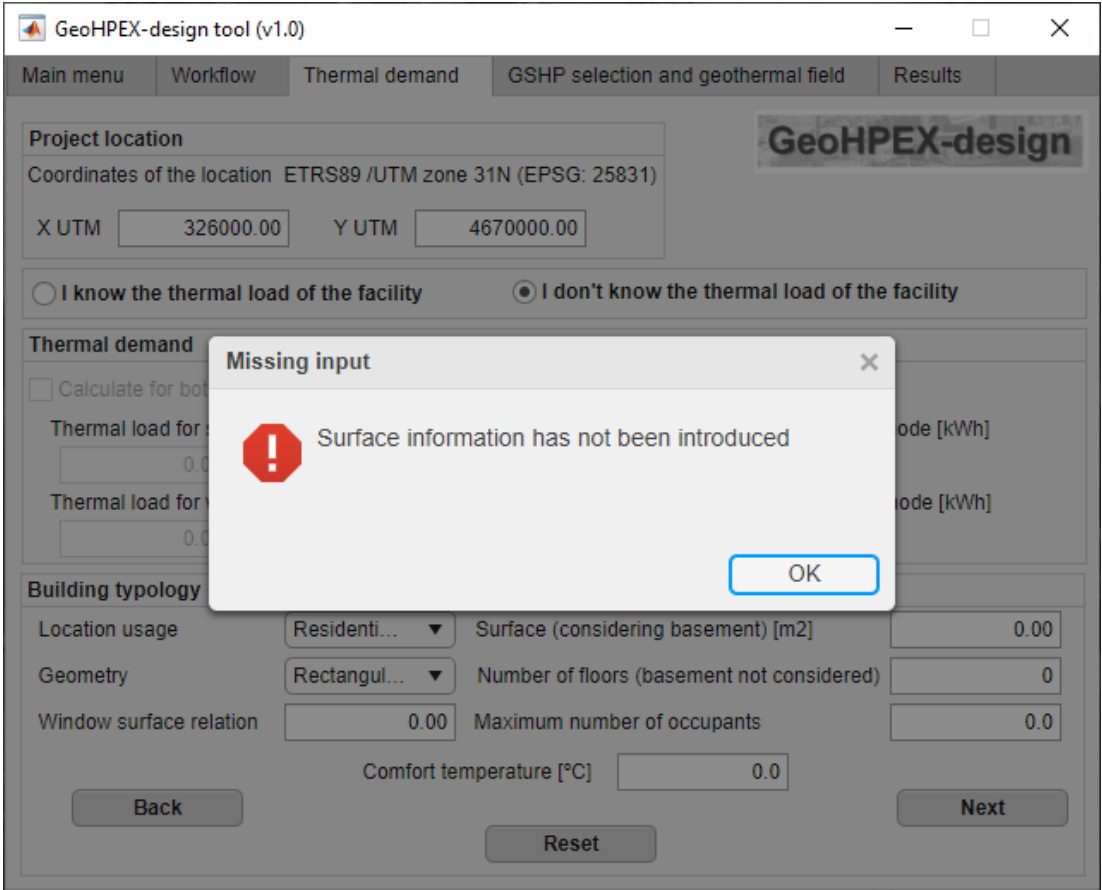 GeoHPEX-design tool (v1.0)
Main menu Workflow Thermal demand GSHP selection and geothermal field Results
Project location
GeoHPEX-design
Coordinates of the location ETRS89 /UTM zone 31N (EPSG: 25831)
X UTM 326000.00 Y UTM 4670000.00
I know the thermal load of the facility I don't know the thermal load of the facility
Thermal demand
Missing input
Calculate for bot
Surface information has not been introduced
Thermal load for ode [kWh]
0.0
Thermal load for ode [kWh]
0.0
OK
Building typology
Location usage Residenti... Surface (considering basement) [m2] 0.00
Geometry Rectangul... Number of floors (basement not considered) 0
Window surface relation 0.00 Maximum number of occupants 0.0
Comfort temperature [ºC] 0.0
Back Next
Reset